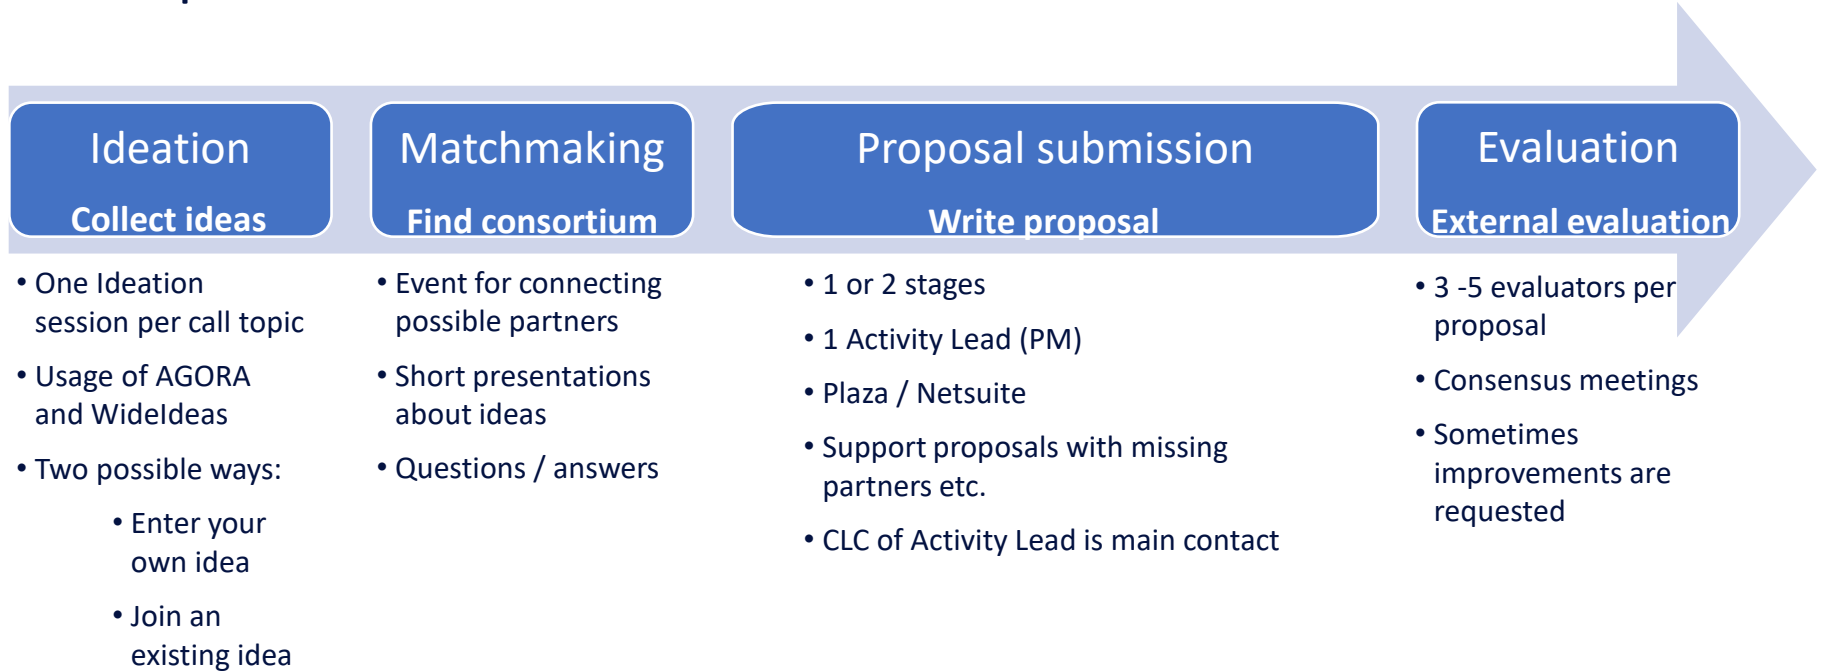 Ideation
Collect ideas
• One Ideation
session per call topic
• Usage of AGORA
and WideIdeas
• Two possible ways:
• Enter your
own idea
• Join an
existing idea
Matchmaking
Find consortium
• Event for connecting
possible partners
• Short presentations
about ideas
• Questions / answers
Proposal submission
Write proposal
• 1 or 2 stages
• 1 Activity Lead (PM)
• Plaza / Netsuite
• Support proposals with missing
partners etc.
• CLC of Activity Lead is main contact
Evaluation
External evaluation
• 3 -5 evaluators per
proposal
• Consensus meetings
• Sometimes
improvements are
requested